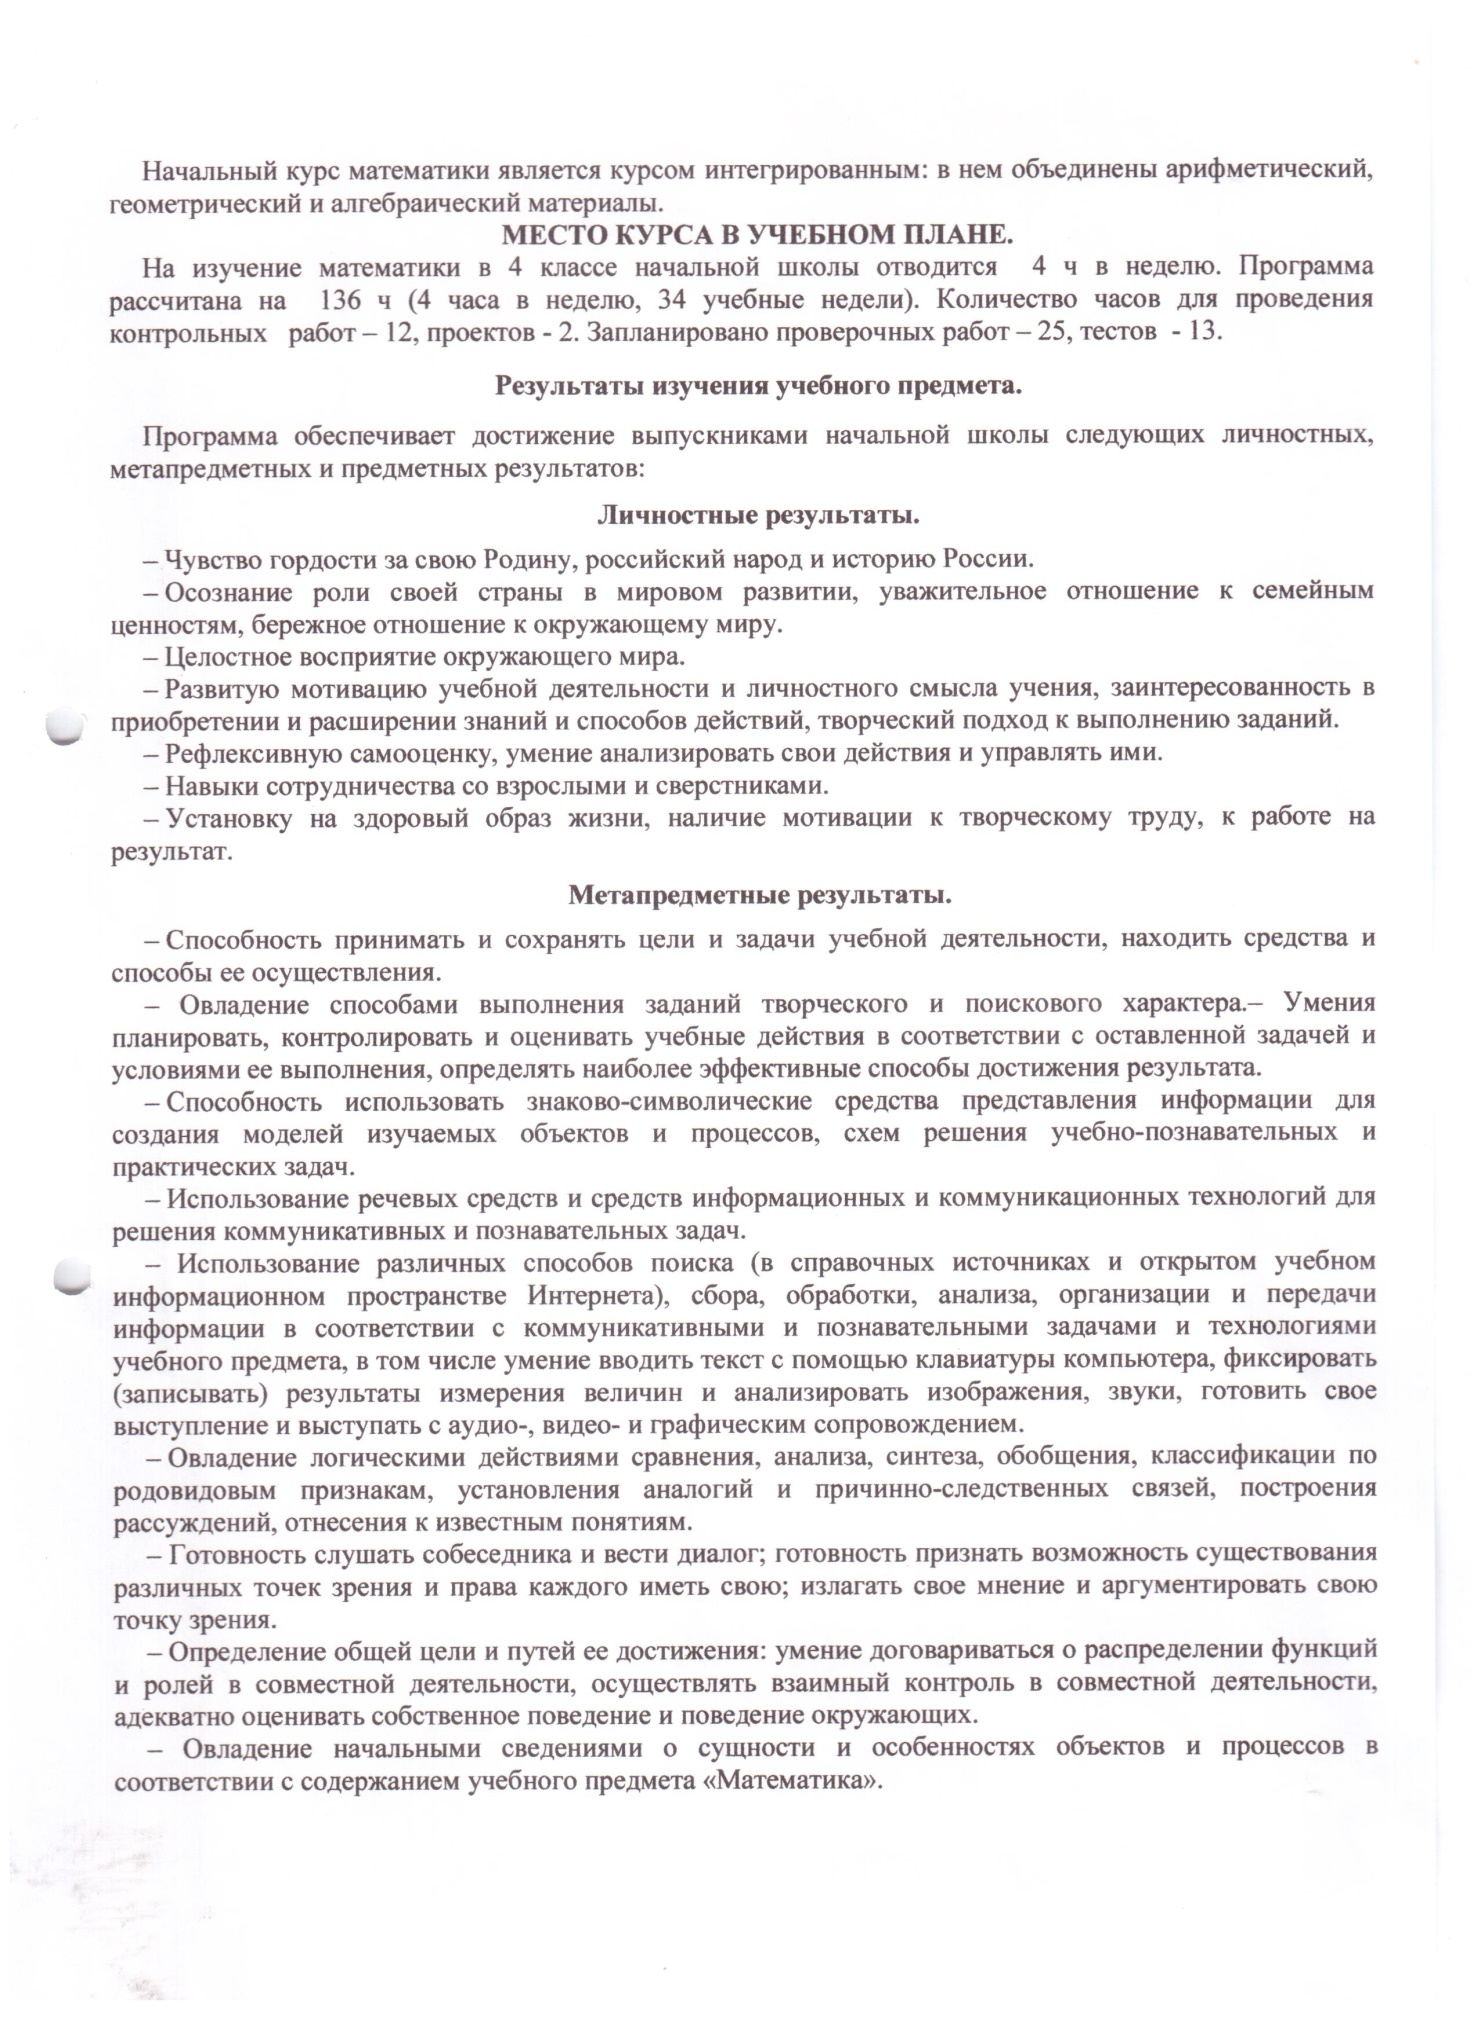 Начальный курс математики является курсом интегрированным: в нем объединены арифметический,
геометрический и алгебраический материалы.
МЕСТО КУРСА В УЧЕБНОМ ПЛАНЕ.
На изучение математики в 4 классе начальной школы отводится 4 ч в неделю. Программа
рассчитана на 136 ч (4 часа в неделю, 34 учебные недели). Количество часов для проведения
контрольных работ – 12, проектов - 2. Запланировано проверочных работ – 25, тестов - 13.
Результаты изучения учебного предмета.
Программа обеспечивает достижение выпускниками начальной школы следующих личностных,
метапредметных и предметных результатов:
Личностные результаты.
– Чувство гордости за свою Родину, российский народ и историю России.
– Осознание роли своей страны в мировом развитии, уважительное отношение к семейным
ценностям, бережное отношение к окружающему миру.
– Целостное восприятие окружающего мира.
– Развитую мотивацию учебной деятельности и личностного смысла учения, заинтересованность в
приобретении и расширении знаний и способов действий, творческий подход к выполнению заданий.
– Рефлексивную самооценку, умение анализировать свои действия и управлять ими.
– Навыки сотрудничества со взрослыми и сверстниками.
– Установку на здоровый образ жизни, наличие мотивации к творческому труду, к работе на
результат.
Метапредметные результаты.
– Способность принимать и сохранять цели и задачи учебной деятельности, находить средства и
способы ее осуществления.
– Овладение способами выполнения заданий творческого и поискового характера.– Умения
планировать, контролировать и оценивать учебные действия в соответствии с оставленной задачей и
условиями ее выполнения, определять наиболее эффективные способы достижения результата.
– Способность использовать знаково-символические средства представления информации для
создания моделей изучаемых объектов и процессов, схем решения учебно-познавательных и
практических задач.
– Использование речевых средств и средств информационных и коммуникационных технологий для
решения коммуникативных и познавательных задач.
– Использование различных способов поиска (в справочных источниках и открытом учебном
информационном пространстве Интернета), сбора, обработки, анализа, организации и передачи
информации в соответствии с коммуникативными и познавательными задачами и технологиями
учебного предмета, в том числе умение вводить текст с помощью клавиатуры компьютера, фиксировать
(записывать) результаты измерения величин и анализировать изображения, звуки, готовить свое
выступление и выступать с аудио-, видео- и графическим сопровождением.
– Овладение логическими действиями сравнения, анализа, синтеза, обобщения, классификации по
родовидовым признакам, установления аналогий и причинно-следственных связей, построения
рассуждений, отнесения к известным понятиям.
– Готовность слушать собеседника и вести диалог; готовность признать возможность существования
различных точек зрения и права каждого иметь свою; излагать свое мнение и аргументировать свою
точку зрения.
– Определение общей цели и путей ее достижения: умение договариваться о распределении функций
и ролей в совместной деятельности, осуществлять взаимный контроль в совместной деятельности,
адекватно оценивать собственное поведение и поведение окружающих.
– Овладение начальными сведениями о сущности и особенностях объектов и процессов в
соответствии с содержанием учебного предмета «Математика».